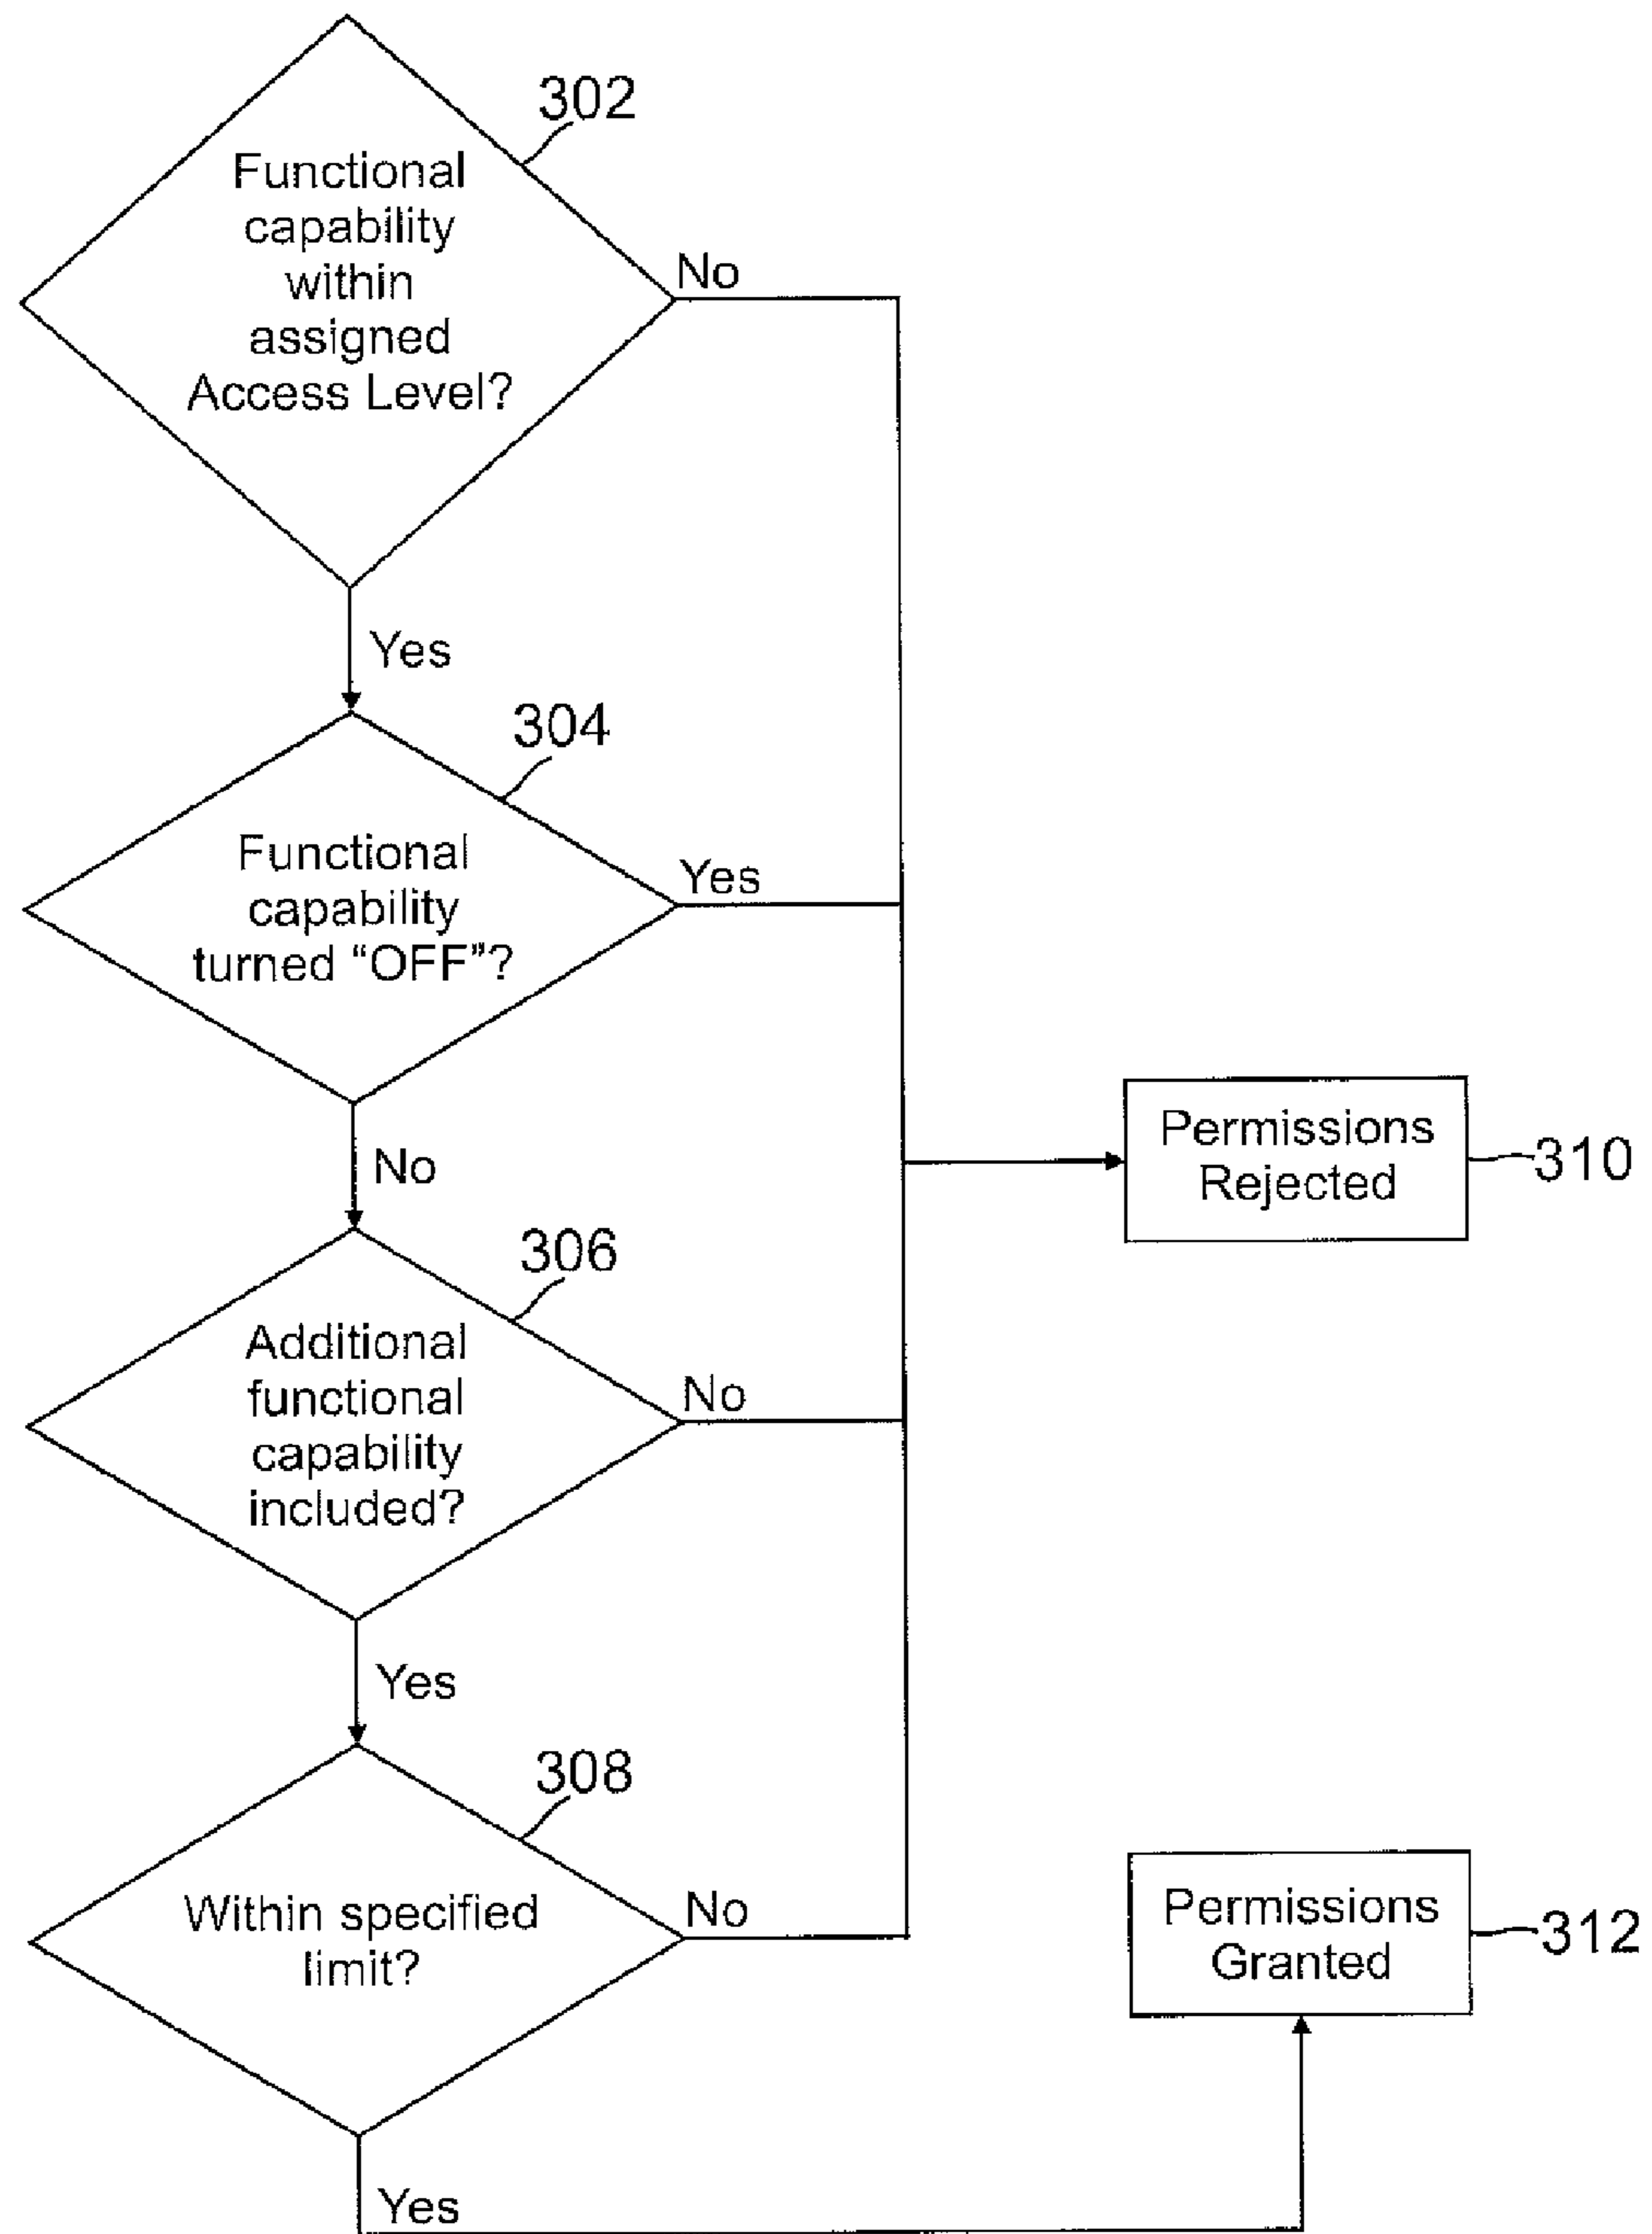 302
Functional
capability
within
assigned
Access Level?
No
Yes
304
Functional
capability
turned “OFF”?
Yes
No
Permissions
Rejected
310
306
Additional
functional
capability
included?
No
Yes
308
Within specified
limit?
No
Permissions
Granted
312
Yes